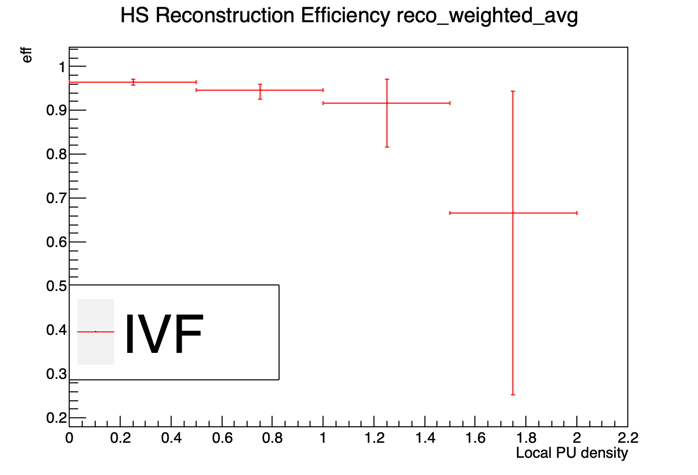 HS Reconstruction Efficiency reco_weighted_avg
eff
1
0.9
0.8
0.7
0.6
0.5
0.4
0.3
0.2
IVF
0 0.2 0.4 0.6 0.8 1 1.2 1.4 1.6 1.8 2 2.2
Local PU density